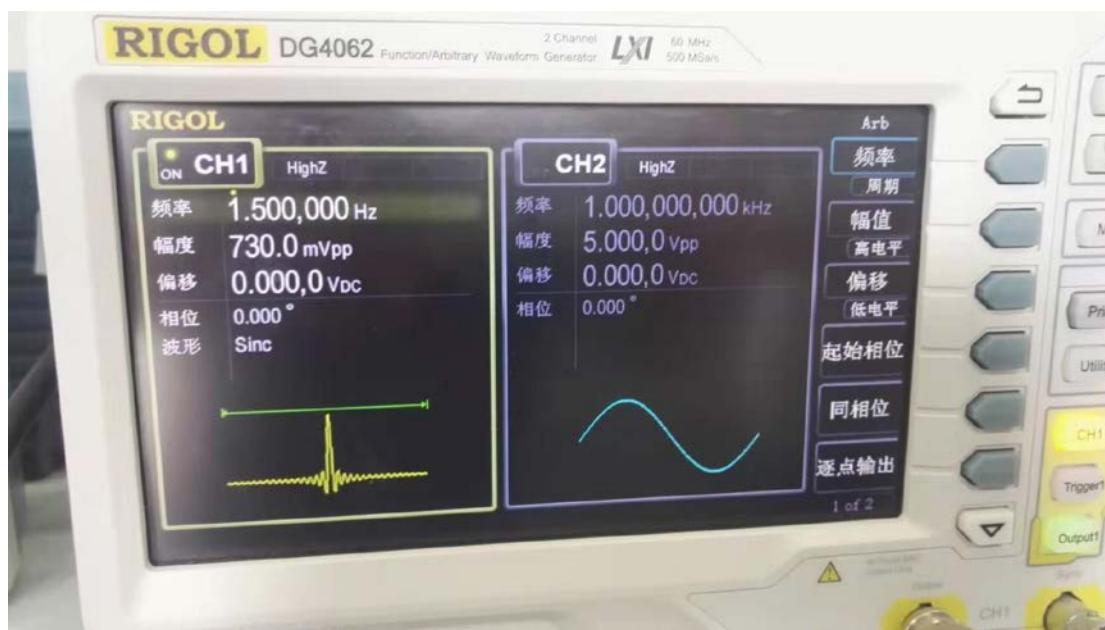 RIGOL DG4062 Function/Arbitrary Waveform Generator
2 Channel
LXI
60 MHz
500 MSa/s
RIGOL
ON CH1 HighZ
频率 1.500,000 Hz
幅度 730.0 mVpp
偏移 0.000,0 VDC
相位 0.000 °
波形 Sinc
CH2 HighZ
频率 1.000,000,000 kHz
幅度 5.000,0 Vpp
偏移 0.000,0 VDC
相位 0.000 °
Arb
频率
周期
幅值
高电平
偏移
低电平
起始相位
同相位
逐点输出
1 of 2
CH1
Output1
CH1